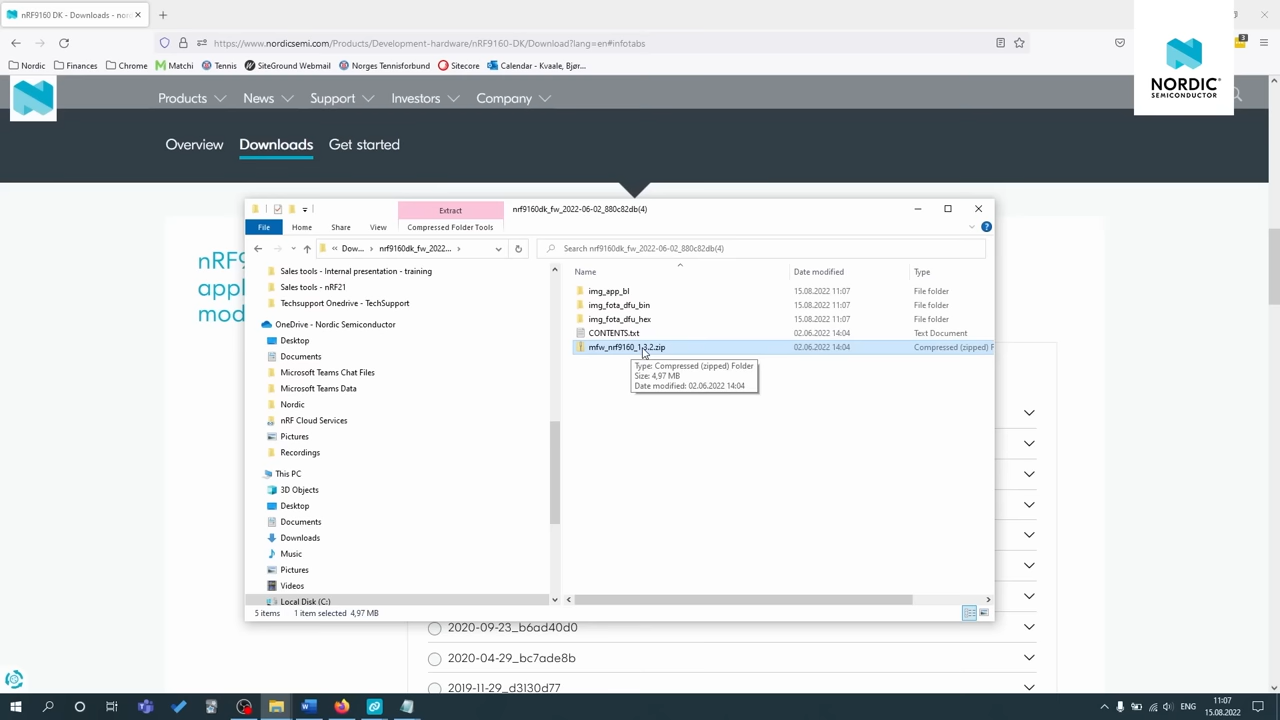 nRF9160 DK - Downloads - nor
https://www.nordicsemi.com/Products/Development-hardware/nRF9160-DK/Download?lang=en#infotabs
3
Nordic
Finances
Chrome
Matchi
Tennis
SiteGround Webmail
Norges Tennisforbund
Sitecore
Calendar - Kvaale, Bjør...
NORDIC®
SEMICONDUCTOR
Products
News
Support
Investors
Company
Overview
Downloads
Get started
nRF9
appl
mod
Extract
nrf9160dk_fw_2022-06-02_880c82db(4)
File
Home
Share
View
Compressed Folder Tools
Dow...
nrf9160dk_fw_2022...
Search nrf9160dk_fw_2022-06-02_880c82db(4)
Sales tools - Internal presentation - training
Sales tools - nRF21
Techsupport Onedrive - TechSupport
OneDrive - Nordic Semiconductor
Desktop
Documents
Microsoft Teams Chat Files
Microsoft Teams Data
Nordic
nRF Cloud Services
Pictures
Recordings
This PC
3D Objects
Desktop
Documents
Downloads
Music
Pictures
Videos
Local Disk (C:)
Name
Date modified
Type
img_app_bl
15.08.2022 11:07
File folder
img_fota_dfu_bin
15.08.2022 11:07
File folder
img_fota_dfu_hex
15.08.2022 11:07
File folder
CONTENTS.txt
02.06.2022 14:04
Text Document
mfw_nrf9160_1.3.2.zip
02.06.2022 14:04
Compressed (zipped) F
Type: Compressed (zipped) Folder
Size: 4,97 MB
Date modified: 02.06.2022 14:04
5 items
1 item selected 4,97 MB
2020-09-23_b6ad40d0
2020-04-29_bc7ade8b
2019-11-29_d3130d77
ENG
11:07
15.08.2022